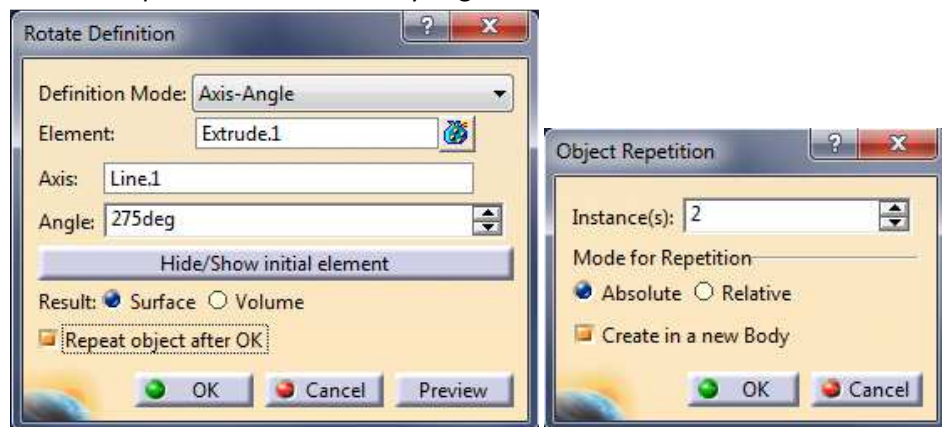 Rotate Definition
Definition Mode: Axis-Angle
Element: Extrude.1
Axis: Line.1
Angle: 275deg
Hide/Show initial element
Result: Surface Volume
Repeat object after OK
OK Cancel Preview
Object Repetition
Instance(s): 2
Mode for Repetition
Absolute Relative
Create in a new Body
OK Cancel